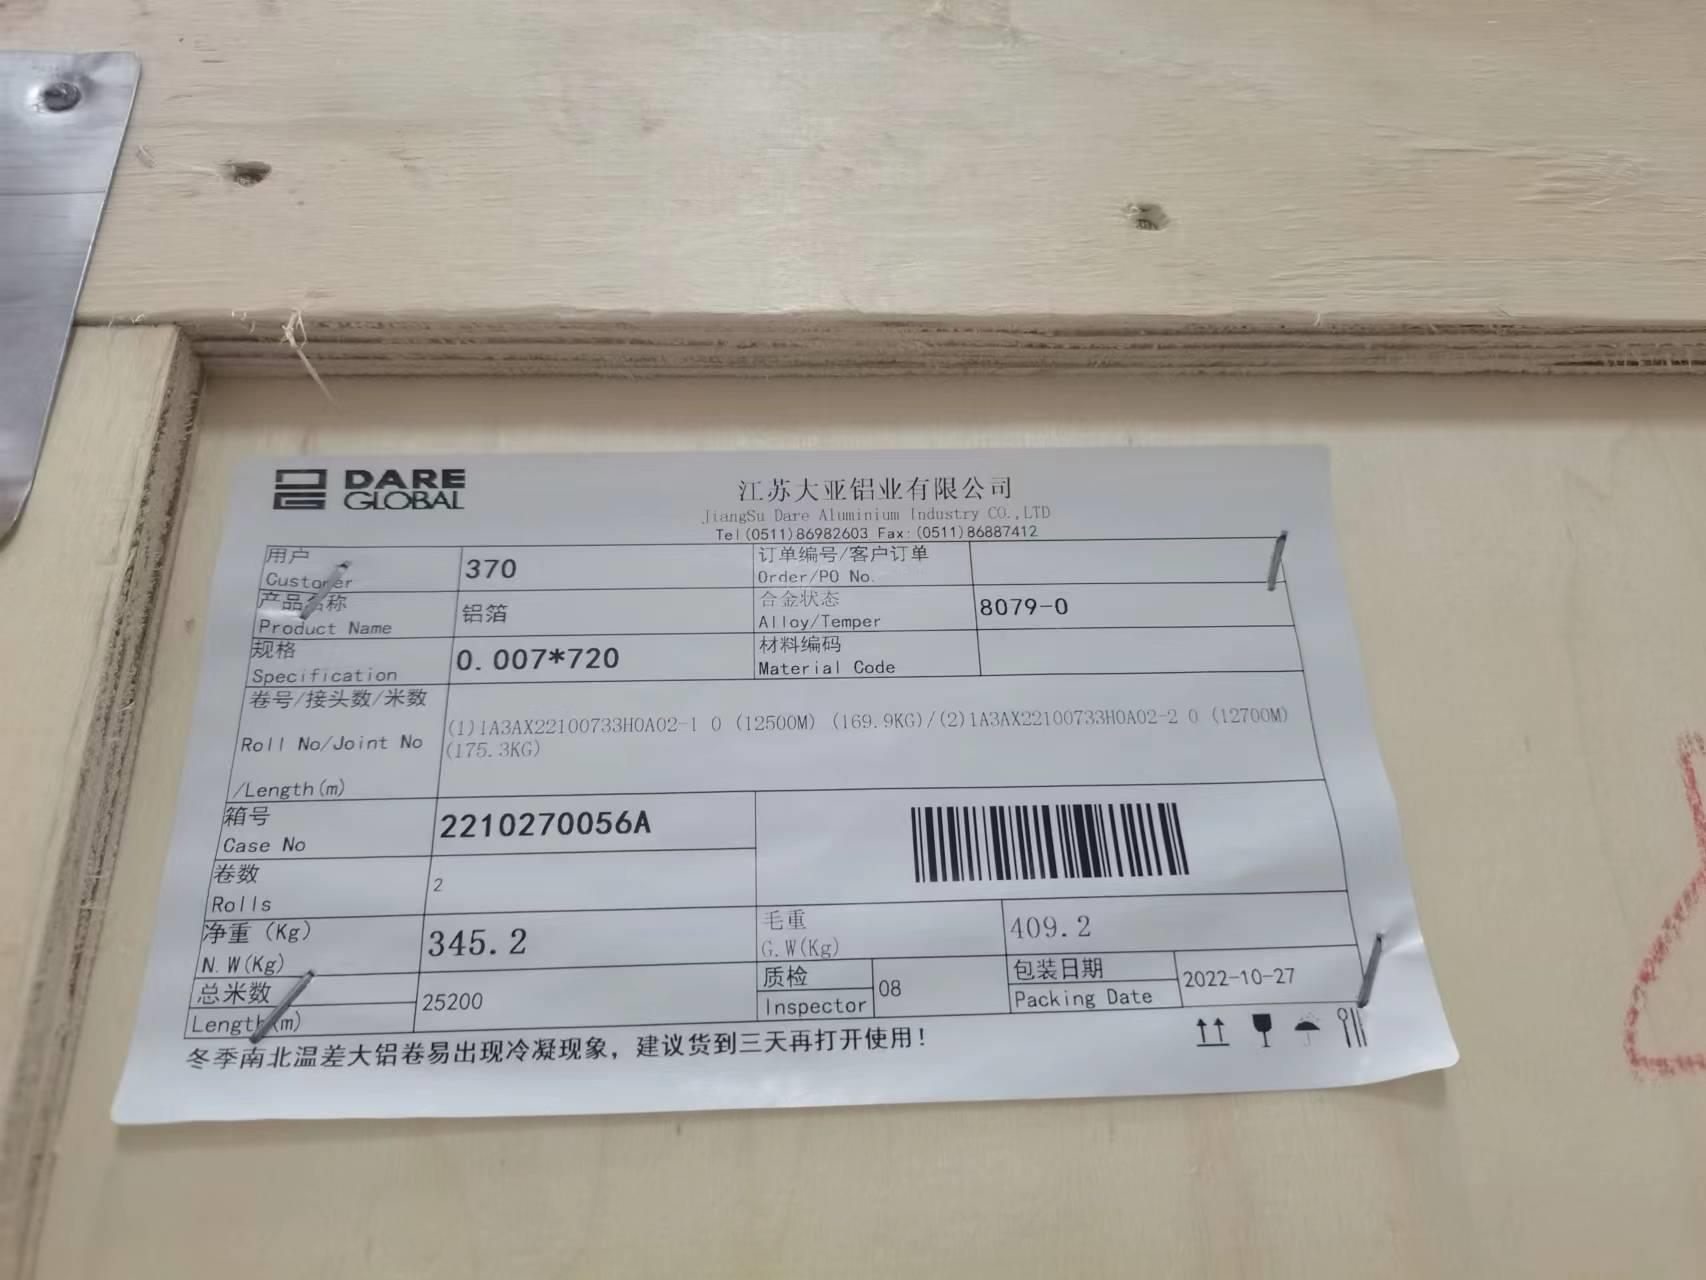 DARE
GLOBAL
江苏大亚铝业有限公司
JiangSu Dare Aluminium Industry CO.,LTD
Tel(0511)86982603 Fax:(0511)86887412
用户
Customer
370
订单编号/客户订单
Order/PO No.
产品名称
Product Name
铝箔
合金状态
Alloy/Temper
8079-0
规格
Specification
0.007*720
材料编码
Material Code
卷号/接头数/米数
Roll No/Joint No
/Length(m)
(1)1A3AX22100733H0A02-1 0 (12500M) (169.9KG)/(2)1A3AX22100733H0A02-2 0 (12700M)
(175.3KG)
箱号
Case No
2210270056A
卷数
Rolls
2
净重 (Kg)
N.W(Kg)
345.2
毛重
G.W(Kg)
409.2
总米数
Length(m)
25200
质检
Inspector
08
包装日期
Packing Date
2022-10-27
冬季南北温差大铝卷易出现冷凝现象，建议货到三天再打开使用！